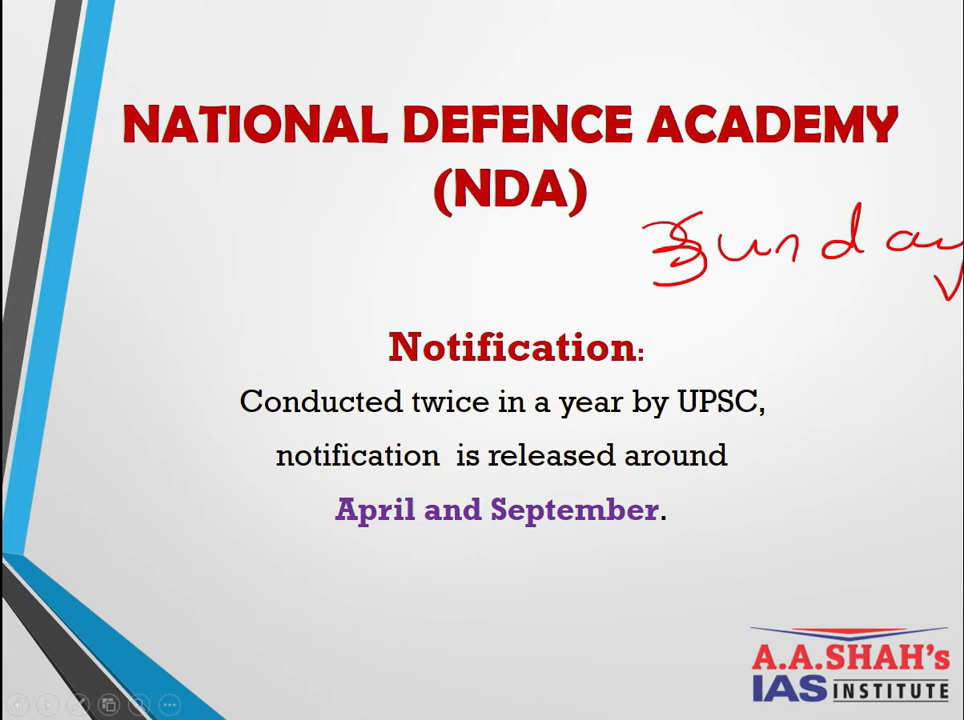 NATIONAL DEFENCE ACADEMY
(NDA)
Sunday
Notification:
Conducted twice in a year by UPSC,
notification is released around
April and September.
A.A.SHAH's
IAS INSTITUTE